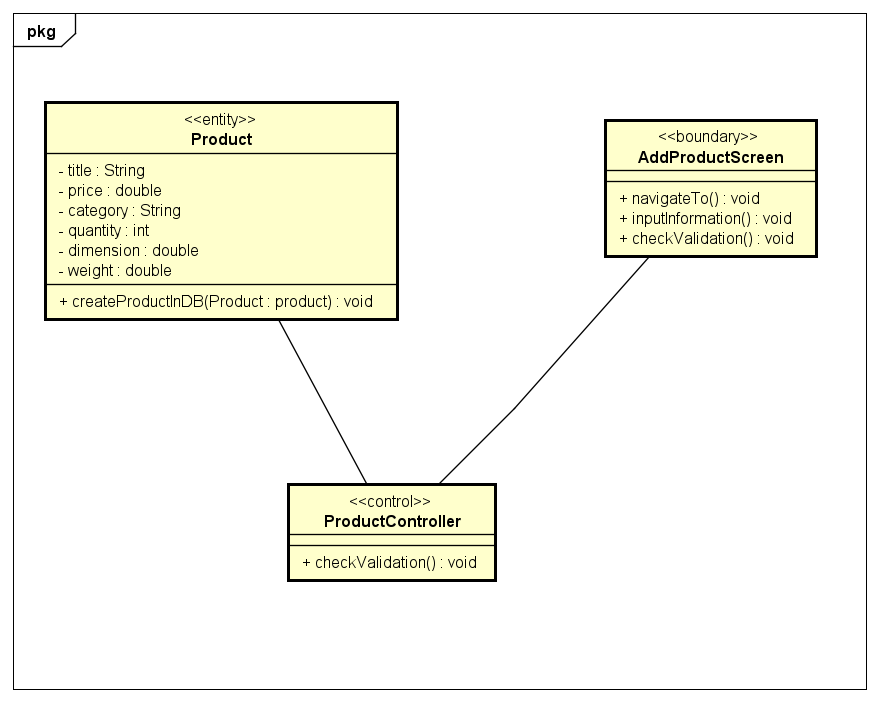 pkg
<<entity>>
Product
- title : String
- price : double
- category : String
- quantity : int
- dimension : double
- weight : double
+ createProductInDB(Product : product) : void
<<boundary>>
AddProductScreen
+ navigateTo() : void
+ inputInformation() : void
+ checkValidation() : void
<<control>>
ProductController
+ checkValidation() : void